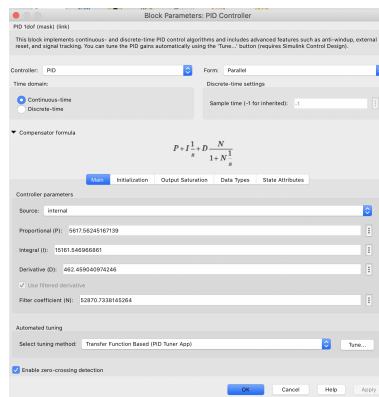 Block Parameters: PID Controller
PID 1dof (mask) (link)
This block implements continuous- and discrete-time PID control algorithms and includes advanced features such as anti-windup, external
reset, and signal tracking. You can tune the PID gains automatically using the 'Tune...' button (requires Simulink Control Design).
Controller: PID Form: Parallel
Time domain: Discrete-time settings
Continuous-time
Discrete-time
Sample time (-1 for inherited): -1
Compensator formula
P+I 1/s +D N/(1+N 1/s)
Main Initialization Output Saturation Data Types State Attributes
Controller parameters
Source: internal
Proportional (P): 5617.56245167139
Integral (I): 15161.546966861
Derivative (D): 462.459040974246
Use filtered derivative
Filter coefficient (N): 52870.7338145264
Automated tuning
Select tuning method: Transfer Function Based (PID Tuner App) Tune...
Enable zero-crossing detection
OK Cancel Help Apply